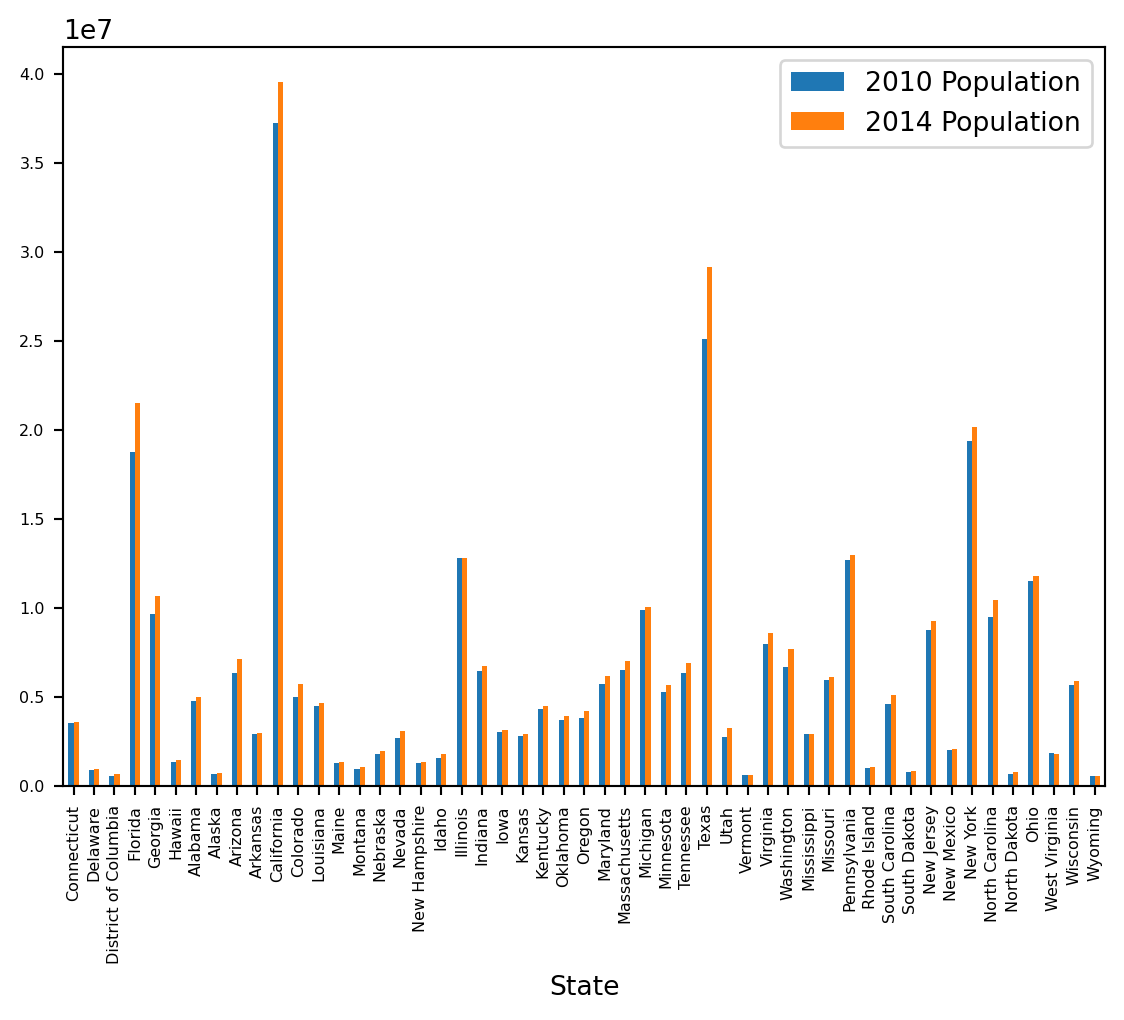 1e7
4.0
3.5
3.0
2.5
2.0
1.5
1.0
0.5
0.0
2010 Population
2014 Population
Connecticut
Delaware
District of Columbia
Florida
Georgia
Hawaii
Alabama
Alaska
Arizona
Arkansas
California
Colorado
Louisiana
Maine
Montana
Nebraska
Nevada
New Hampshire
Idaho
Illinois
Indiana
Iowa
Kansas
Kentucky
Oklahoma
Oregon
Maryland
Massachusetts
Michigan
Minnesota
Tennessee
Texas
Utah
Vermont
Virginia
Washington
Mississippi
Missouri
Pennsylvania
Rhode Island
South Carolina
South Dakota
New Jersey
New Mexico
New York
North Carolina
North Dakota
Ohio
West Virginia
Wisconsin
Wyoming
State